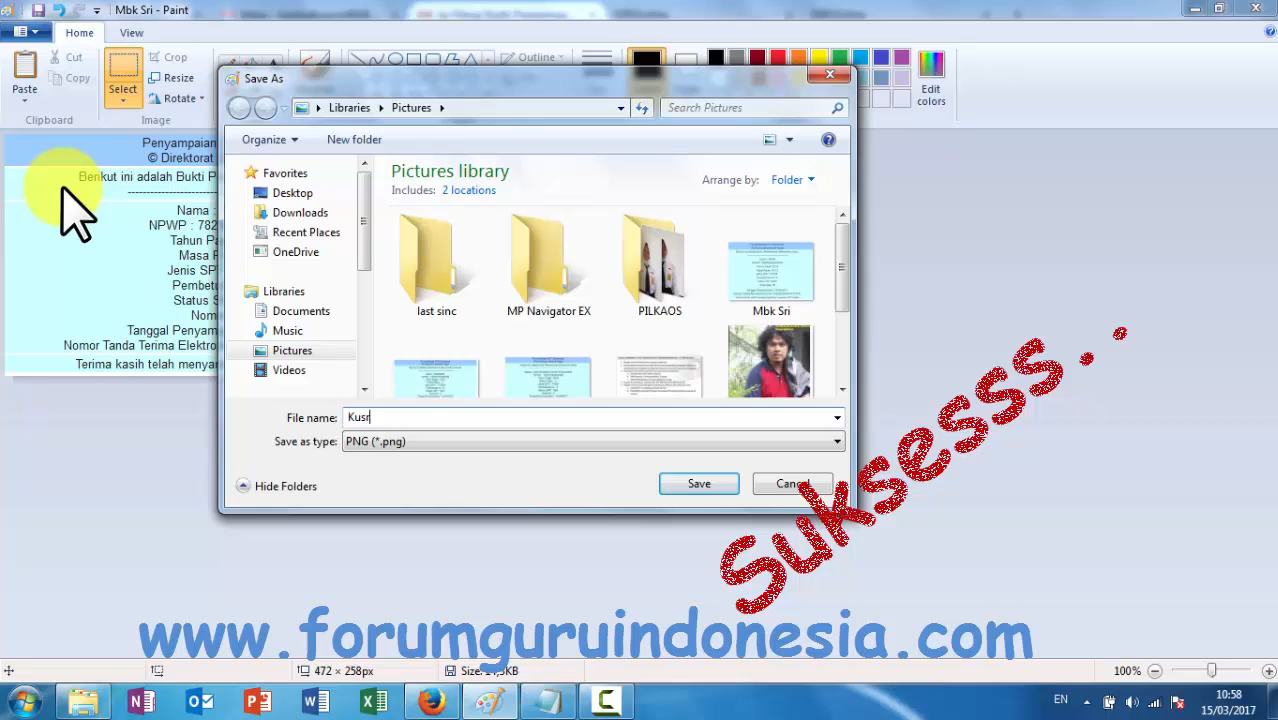 Mbk Sri - Paint
Home
View
Paste
Cut
Copy
Clipboard
Select
Crop
Resize
Rotate
Image
Outline
Edit
colors
Save As
Libraries
Pictures
Search Pictures
Organize
New folder
Favorites
Desktop
Downloads
Recent Places
OneDrive
Libraries
Documents
Music
Pictures
Videos
Pictures library
Includes: 2 locations
Arrange by: Folder
last sinc
MP Navigator EX
PILKAOS
Mbk Sri
File name: Kusr
Save as type: PNG (*.png)
Hide Folders
Save
Penyampaian
© Direktorat
Berikut ini adalah Bukti P
--------------------
Nama :
NPWP : 782
Tahun Pa
Masa
Jenis SP
Pembet
Status
Nom
Tanggal Penyam
Nomor Tanda Terima Elektro
Terima kasih telah menya
Suksesss...
www.forumguruindonesia.com
472 × 258px
100%
EN
10:58
15/03/2017